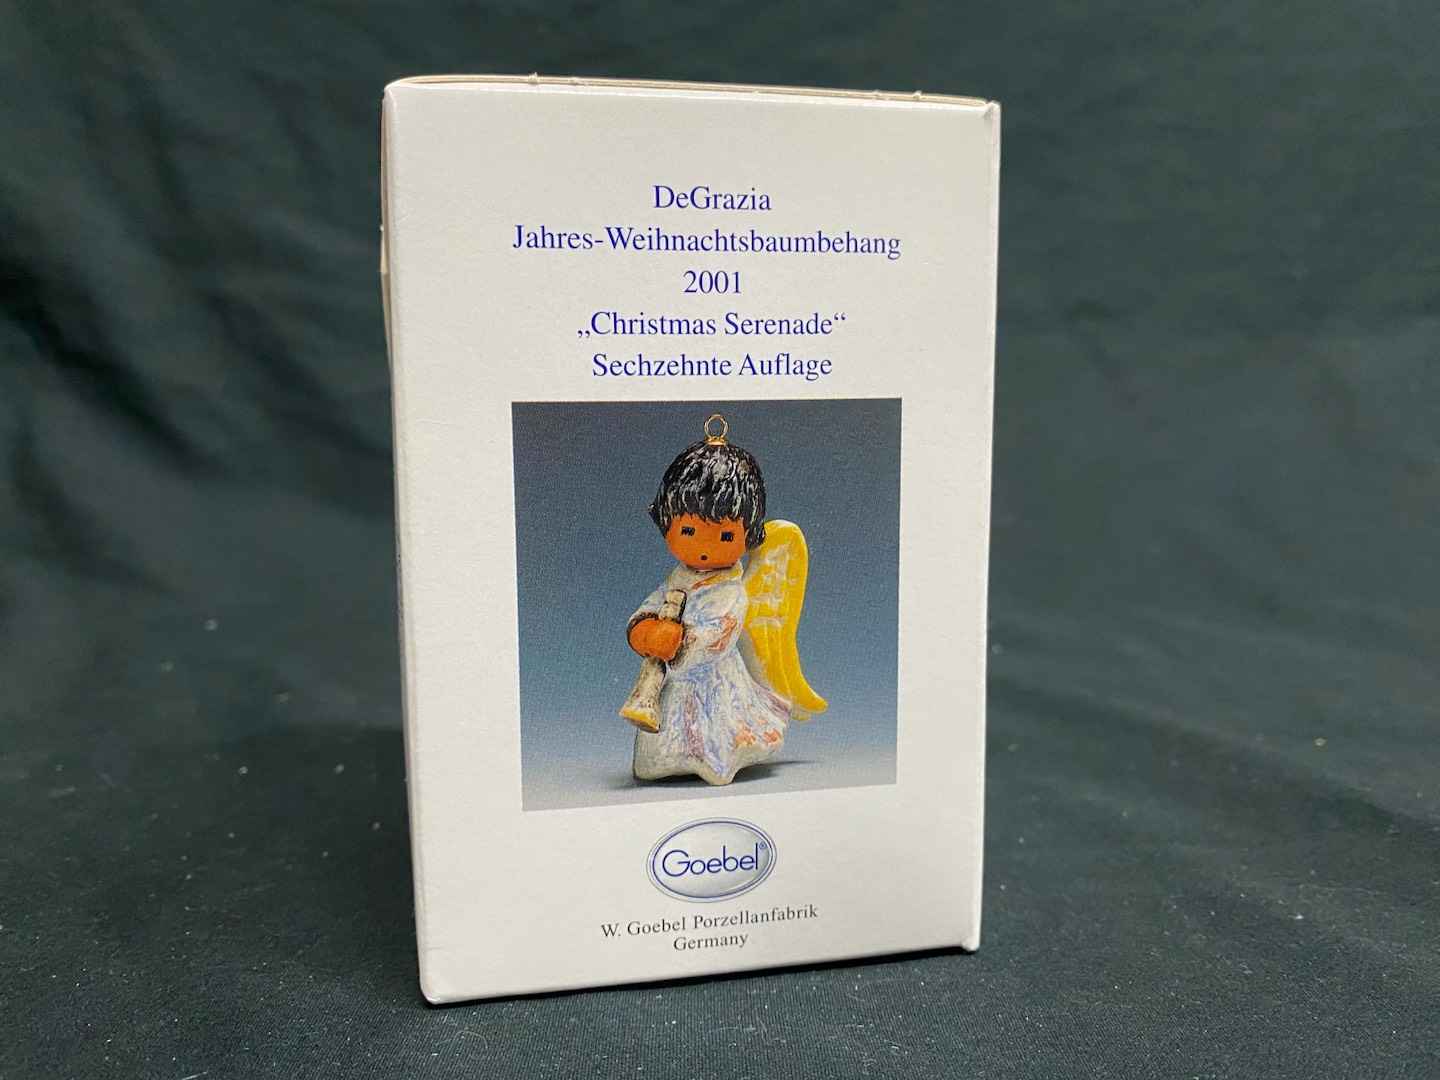 DeGrazia
Jahres-Weihnachtsbaumbehang
2001
„Christmas Serenade“
Sechzehnte Auflage
Goebel®
W. Goebel Porzellanfabrik
Germany